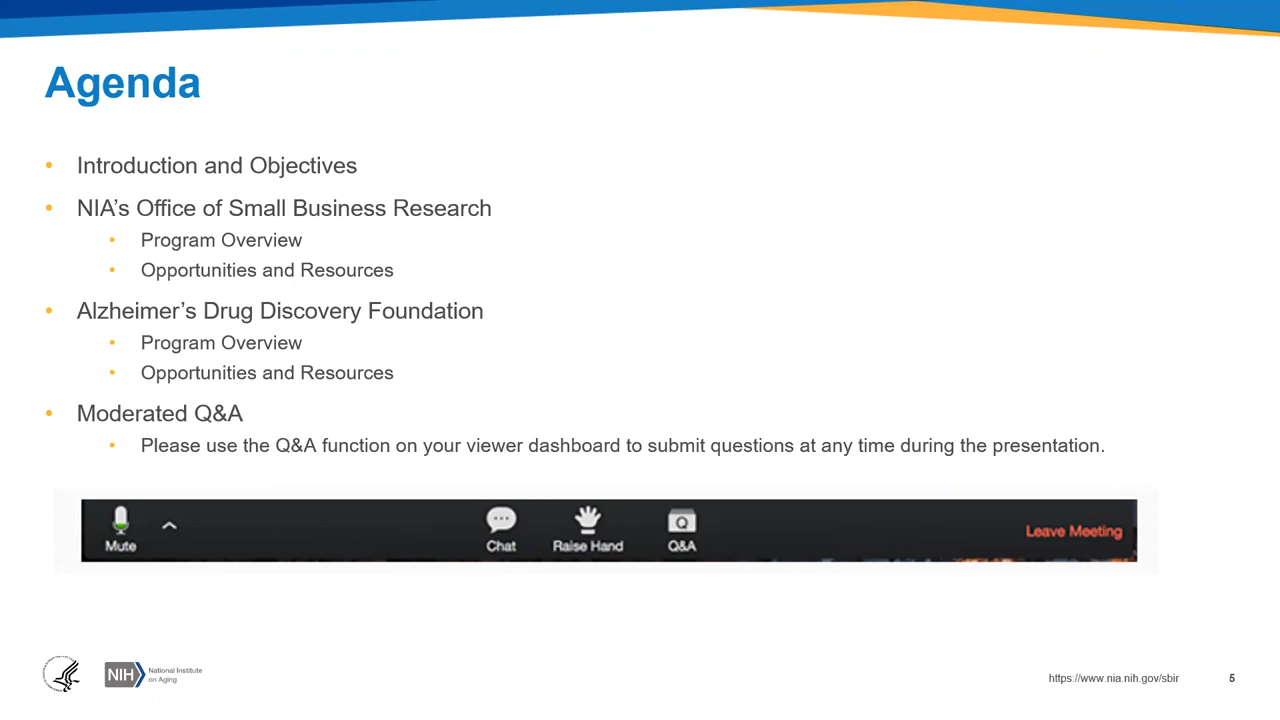 Agenda
• Introduction and Objectives
• NIA’s Office of Small Business Research
• Program Overview
• Opportunities and Resources
• Alzheimer’s Drug Discovery Foundation
• Program Overview
• Opportunities and Resources
• Moderated Q&A
• Please use the Q&A function on your viewer dashboard to submit questions at any time during the presentation.
Mute
Chat
Raise Hand
Q
Q&A
Leave Meeting
NIH
National Institute
on Aging
https://www.nia.nih.gov/sbir
5